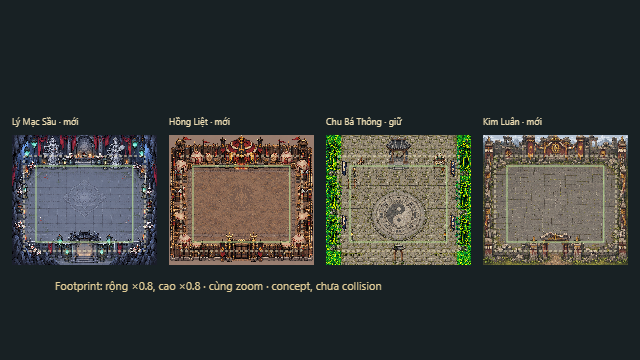 Lý Mạc Sầu · mới
Hồng Liệt · mới
Chu Bá Thông · giữ
Kim Luân · mới
Footprint: rộng ×0.8, cao ×0.8 · cùng zoom · concept, chưa collision